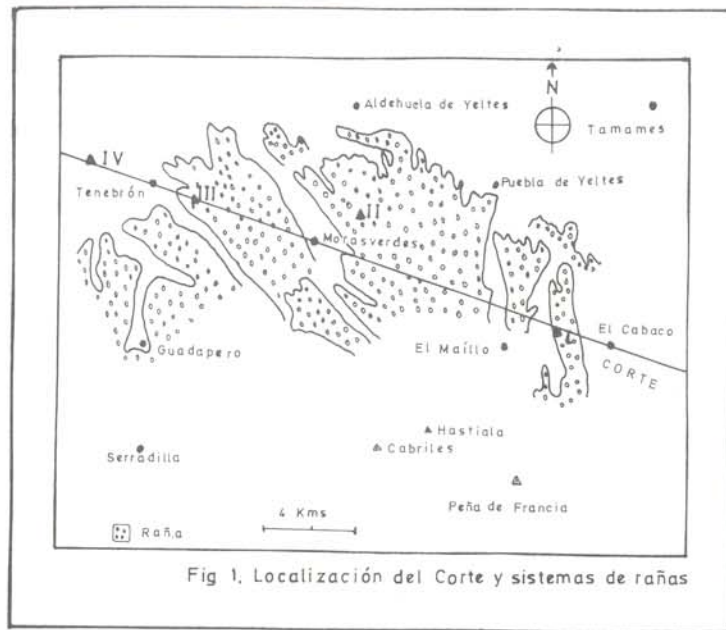 N
Aldehuela de Yeltes
Tamames
IV
Tenebrón
III
II
Puebla de Yeltes
Morasverdes
Guadapero
El Maíllo
El Cabaco
CORTE
Hastiala
Cabriles
Serradilla
Peña de Francia
4 Kms
Raña
Fig 1. Localización del Corte y sistemas de rañas